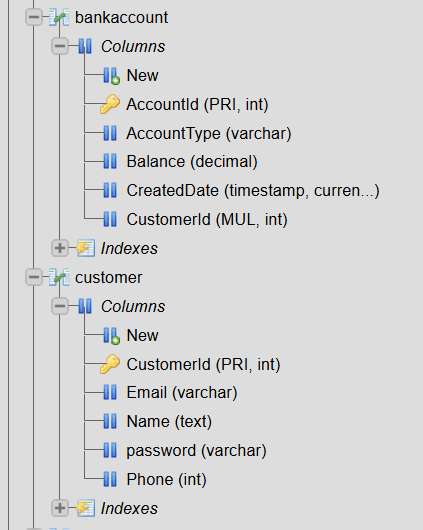 bankaccount
Columns
New
AccountId (PRI, int)
AccountType (varchar)
Balance (decimal)
CreatedDate (timestamp, curren...)
CustomerId (MUL, int)
Indexes
customer
Columns
New
CustomerId (PRI, int)
Email (varchar)
Name (text)
password (varchar)
Phone (int)
Indexes